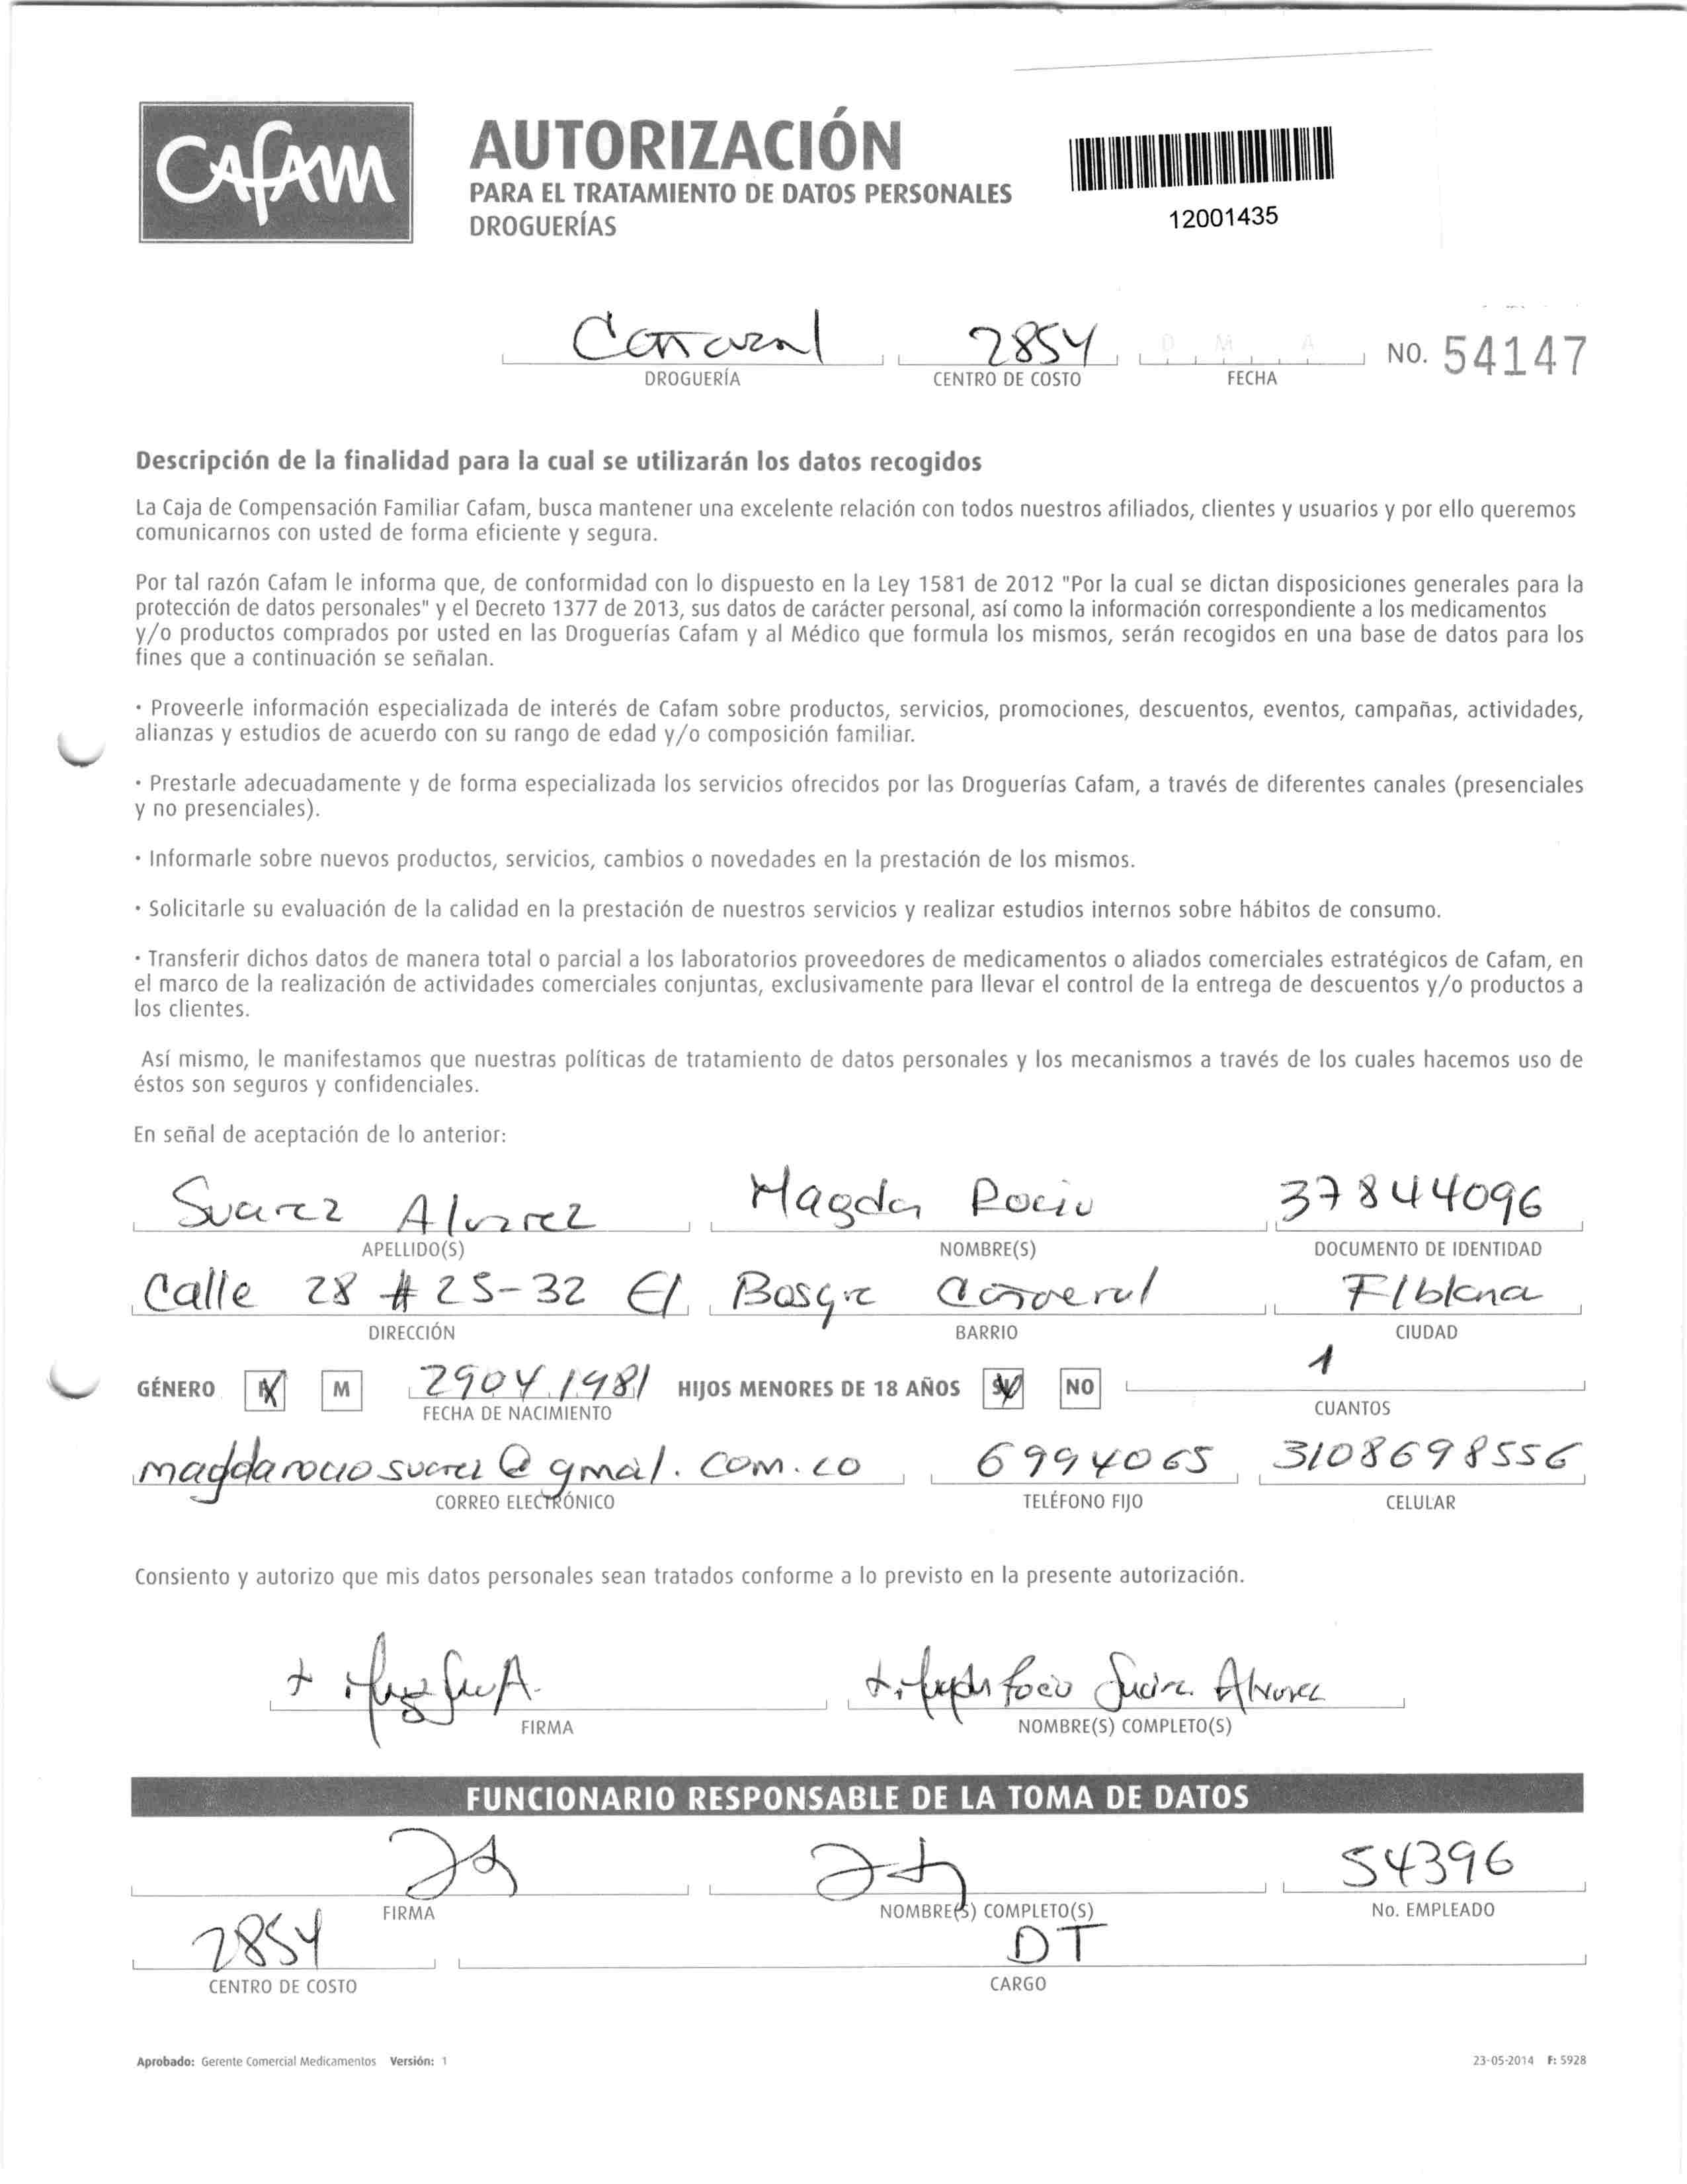 CAFAM
AUTORIZACIÓN
PARA EL TRATAMIENTO DE DATOS PERSONALES
DROGUERÍAS
12001435
2854
DROGUERÍA CENTRO DE COSTO D M A FECHA NO. 54147
Descripción de la finalidad para la cual se utilizarán los datos recogidos
La Caja de Compensación Familiar Cafam, busca mantener una excelente relación con todos nuestros afiliados, clientes y usuarios y por ello queremos
comunicarnos con usted de forma eficiente y segura.
Por tal razón Cafam le informa que, de conformidad con lo dispuesto en la Ley 1581 de 2012 "Por la cual se dictan disposiciones generales para la
protección de datos personales" y el Decreto 1377 de 2013, sus datos de carácter personal, así como la información correspondiente a los medicamentos
y/o productos comprados por usted en las Droguerías Cafam y al Médico que formula los mismos, serán recogidos en una base de datos para los
fines que a continuación se señalan.
· Proveerle información especializada de interés de Cafam sobre productos, servicios, promociones, descuentos, eventos, campañas, actividades,
alianzas y estudios de acuerdo con su rango de edad y/o composición familiar.
· Prestarle adecuadamente y de forma especializada los servicios ofrecidos por las Droguerías Cafam, a través de diferentes canales (presenciales
y no presenciales).
· Informarle sobre nuevos productos, servicios, cambios o novedades en la prestación de los mismos.
· Solicitarle su evaluación de la calidad en la prestación de nuestros servicios y realizar estudios internos sobre hábitos de consumo.
· Transferir dichos datos de manera total o parcial a los laboratorios proveedores de medicamentos o aliados comerciales estratégicos de Cafam, en
el marco de la realización de actividades comerciales conjuntas, exclusivamente para llevar el control de la entrega de descuentos y/o productos a
los clientes.
Así mismo, le manifestamos que nuestras políticas de tratamiento de datos personales y los mecanismos a través de los cuales hacemos uso de
éstos son seguros y confidenciales.
En señal de aceptación de lo anterior:
Suarez Alvarez Magda Rocio 37844096
APELLIDO(S) NOMBRE(S) DOCUMENTO DE IDENTIDAD
Calle 28 # 25-32 El Bosque Cañaveral F/blanca
DIRECCIÓN BARRIO CIUDAD
GÉNERO F M 29041981 HIJOS MENORES DE 18 AÑOS SI NO 1
FECHA DE NACIMIENTO CUANTOS
magdarociosuarez@gmail.com.co 6994065 3108698556
CORREO ELECTRÓNICO TELÉFONO FIJO CELULAR
Consiento y autorizo que mis datos personales sean tratados conforme a lo previsto en la presente autorización.
Magda Rocio Suarez Alvarez
FIRMA NOMBRE(S) COMPLETO(S)
FUNCIONARIO RESPONSABLE DE LA TOMA DE DATOS
54396
FIRMA NOMBRE(S) COMPLETO(S) No. EMPLEADO
2854 DT
CENTRO DE COSTO CARGO
Aprobado: Gerente Comercial Medicamentos Versión: 1 23-05-2014 F: 5928